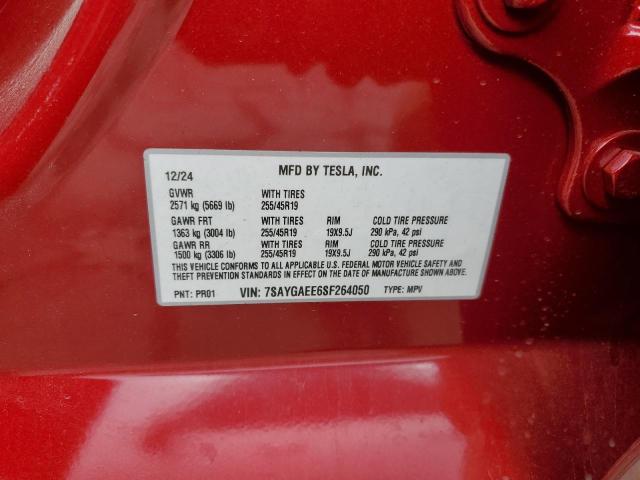 12/24 MFD BY TESLA, INC.
GVWR WITH TIRES
2571 kg (5669 lb) 255/45R19
GAWR FRT WITH TIRES RIM COLD TIRE PRESSURE
1363 kg (3004 lb) 255/45R19 19X9.5J 290 kPa, 42 psi
GAWR RR WITH TIRES RIM COLD TIRE PRESSURE
1500 kg (3306 lb) 255/45R19 19X9.5J 290 kPa, 42 psi
THIS VEHICLE CONFORMS TO ALL APPLICABLE U.S. FEDERAL MOTOR VEHICLE SAFETY AND
THEFT PREVENTION STANDARDS IN EFFECT ON THE DATE OF MANUFACTURE SHOWN ABOVE.
PNT: PR01 VIN: 7SAYGAEE6SF264050 TYPE: MPV